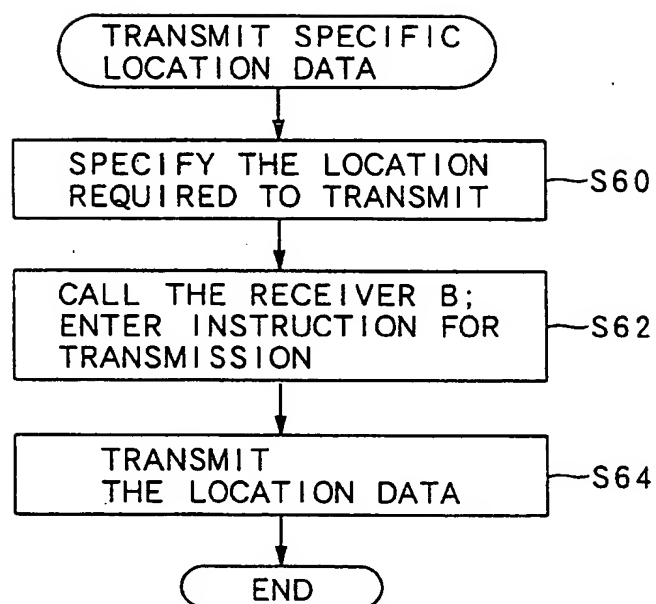 TRANSMIT SPECIFIC
LOCATION DATA
SPECIFY THE LOCATION
REQUIRED TO TRANSMIT
S60
CALL THE RECEIVER B;
ENTER INSTRUCTION FOR
TRANSMISSION
S62
TRANSMIT
THE LOCATION DATA
S64
END